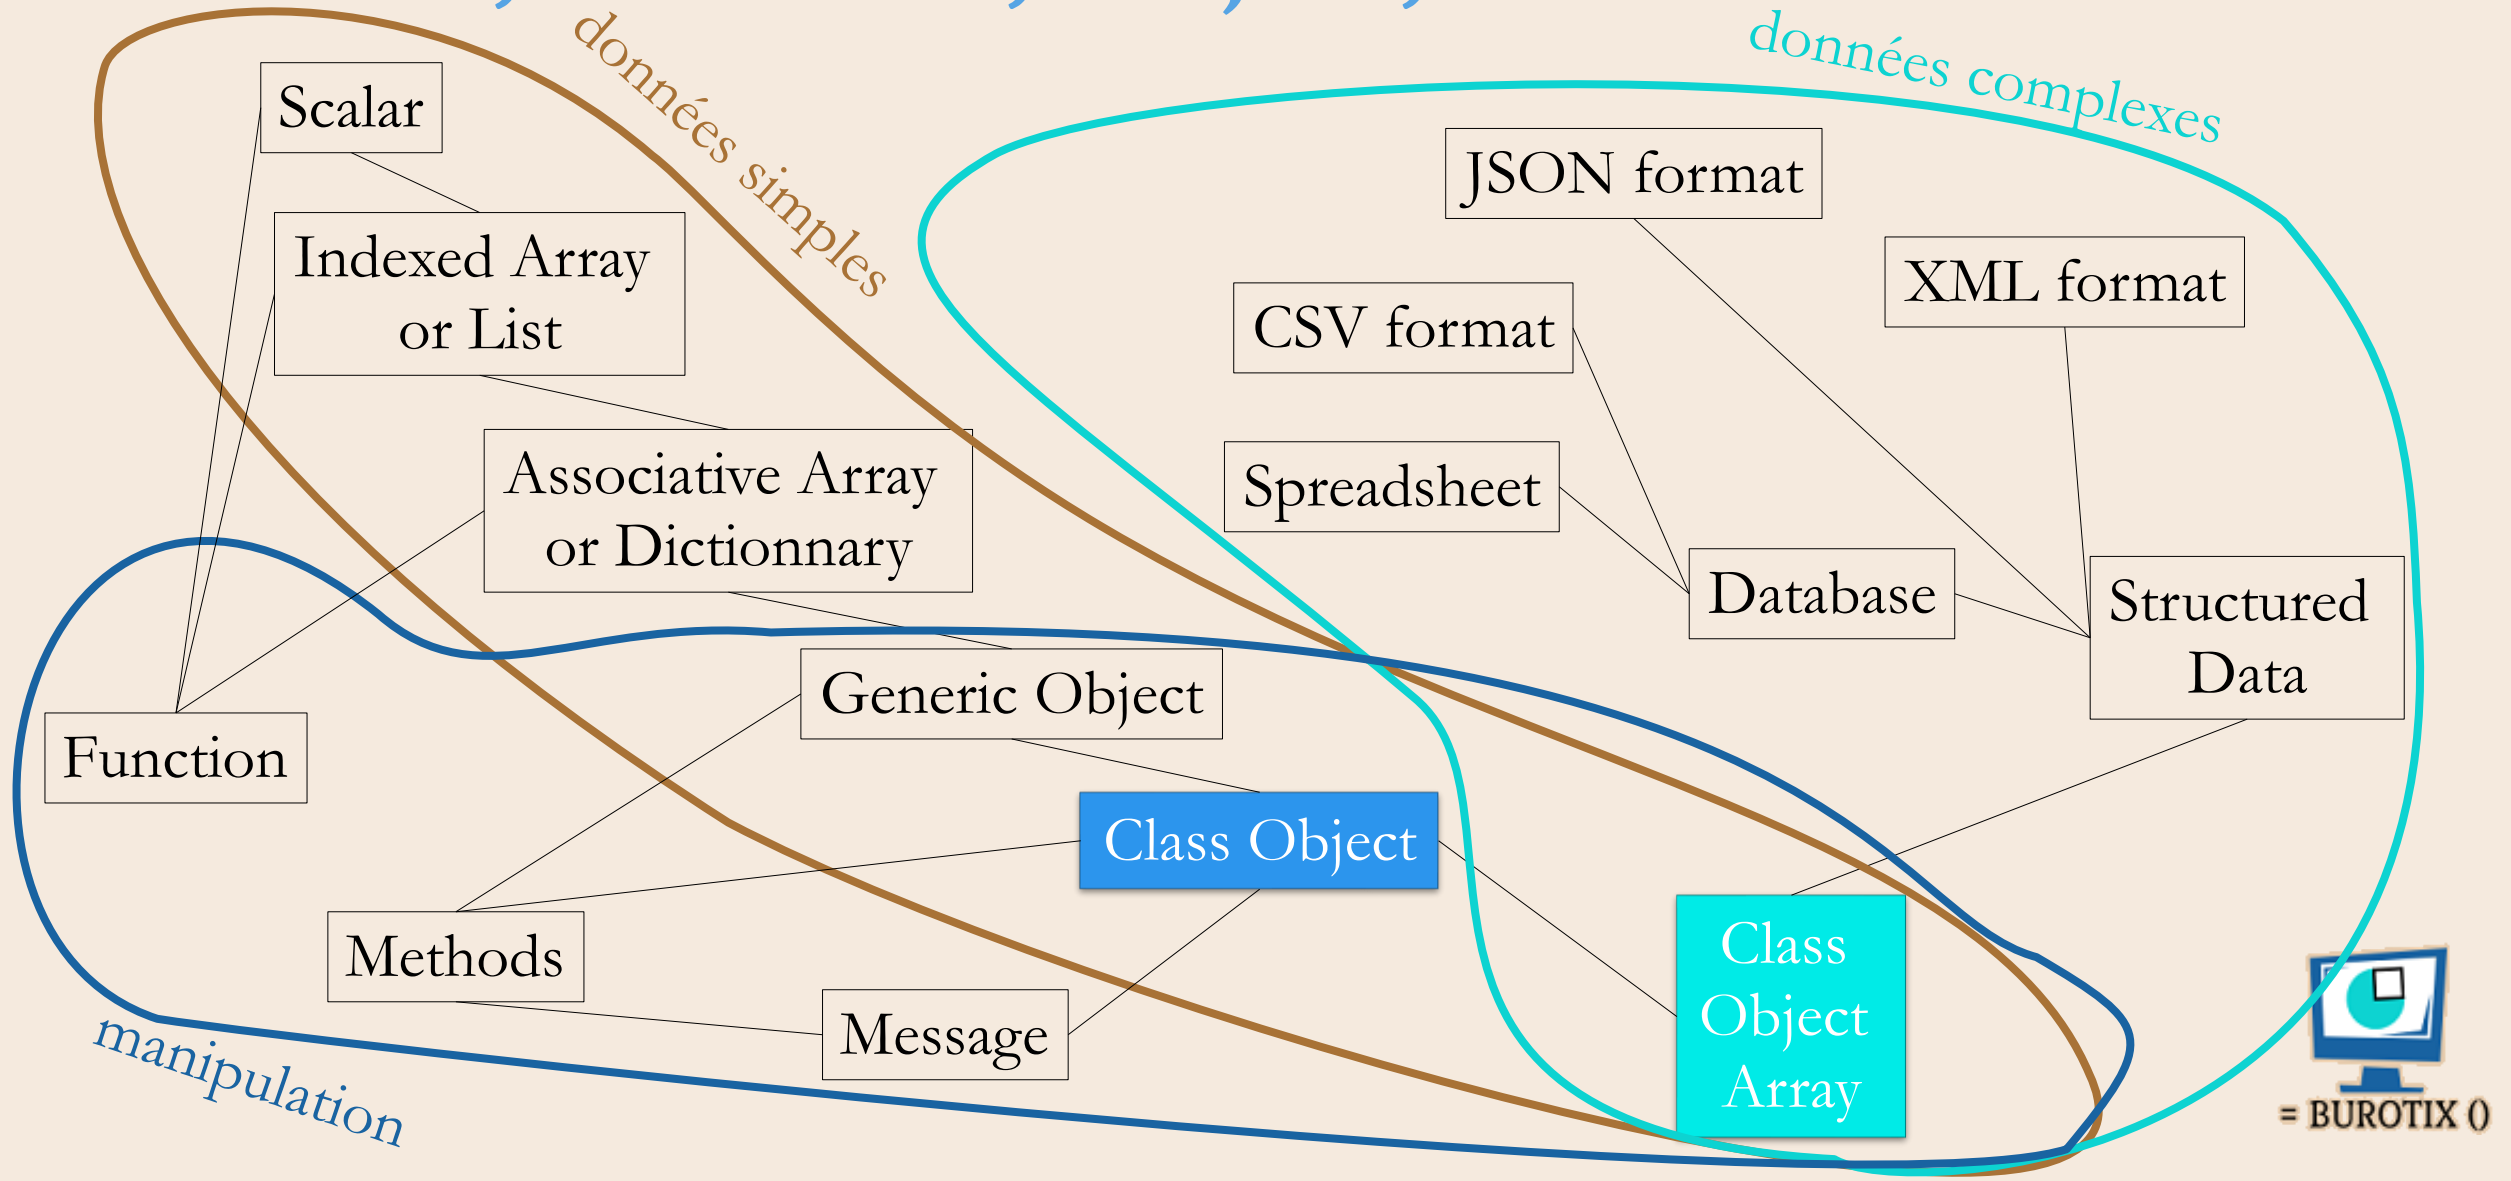 données simples
données complexes
Scalar
JSON format
Indexed Array
or List
XML format
CSV format
Associative Array
or Dictionnary
Spreadsheet
Database
Structured
Data
Generic Object
Function
Class Object
Methods
Class
Object
Array
Message
manipulation
= BUROTIX ()